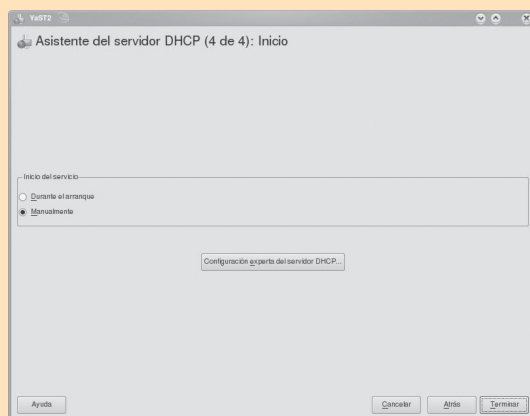 YaST2
Asistente del servidor DHCP (4 de 4): Inicio
Inicio del servicio
Durante el arranque
Manualmente
Configuración experta del servidor DHCP...
Ayuda
Cancelar
Atrás
Terminar